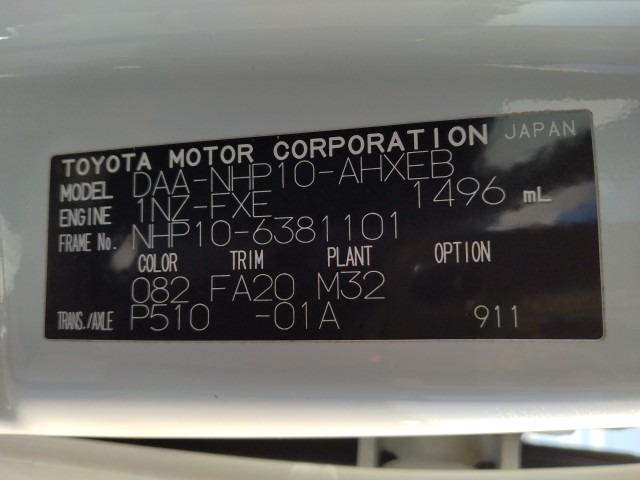 TOYOTA MOTOR CORPORATION JAPAN
MODEL DAA-NHP10-AHXEB
ENGINE 1NZ-FXE 1496 mL
FRAME No. NHP10-6381101
COLOR TRIM PLANT OPTION
082 FA20 M32
TRANS./AXLE P510 -01A 911